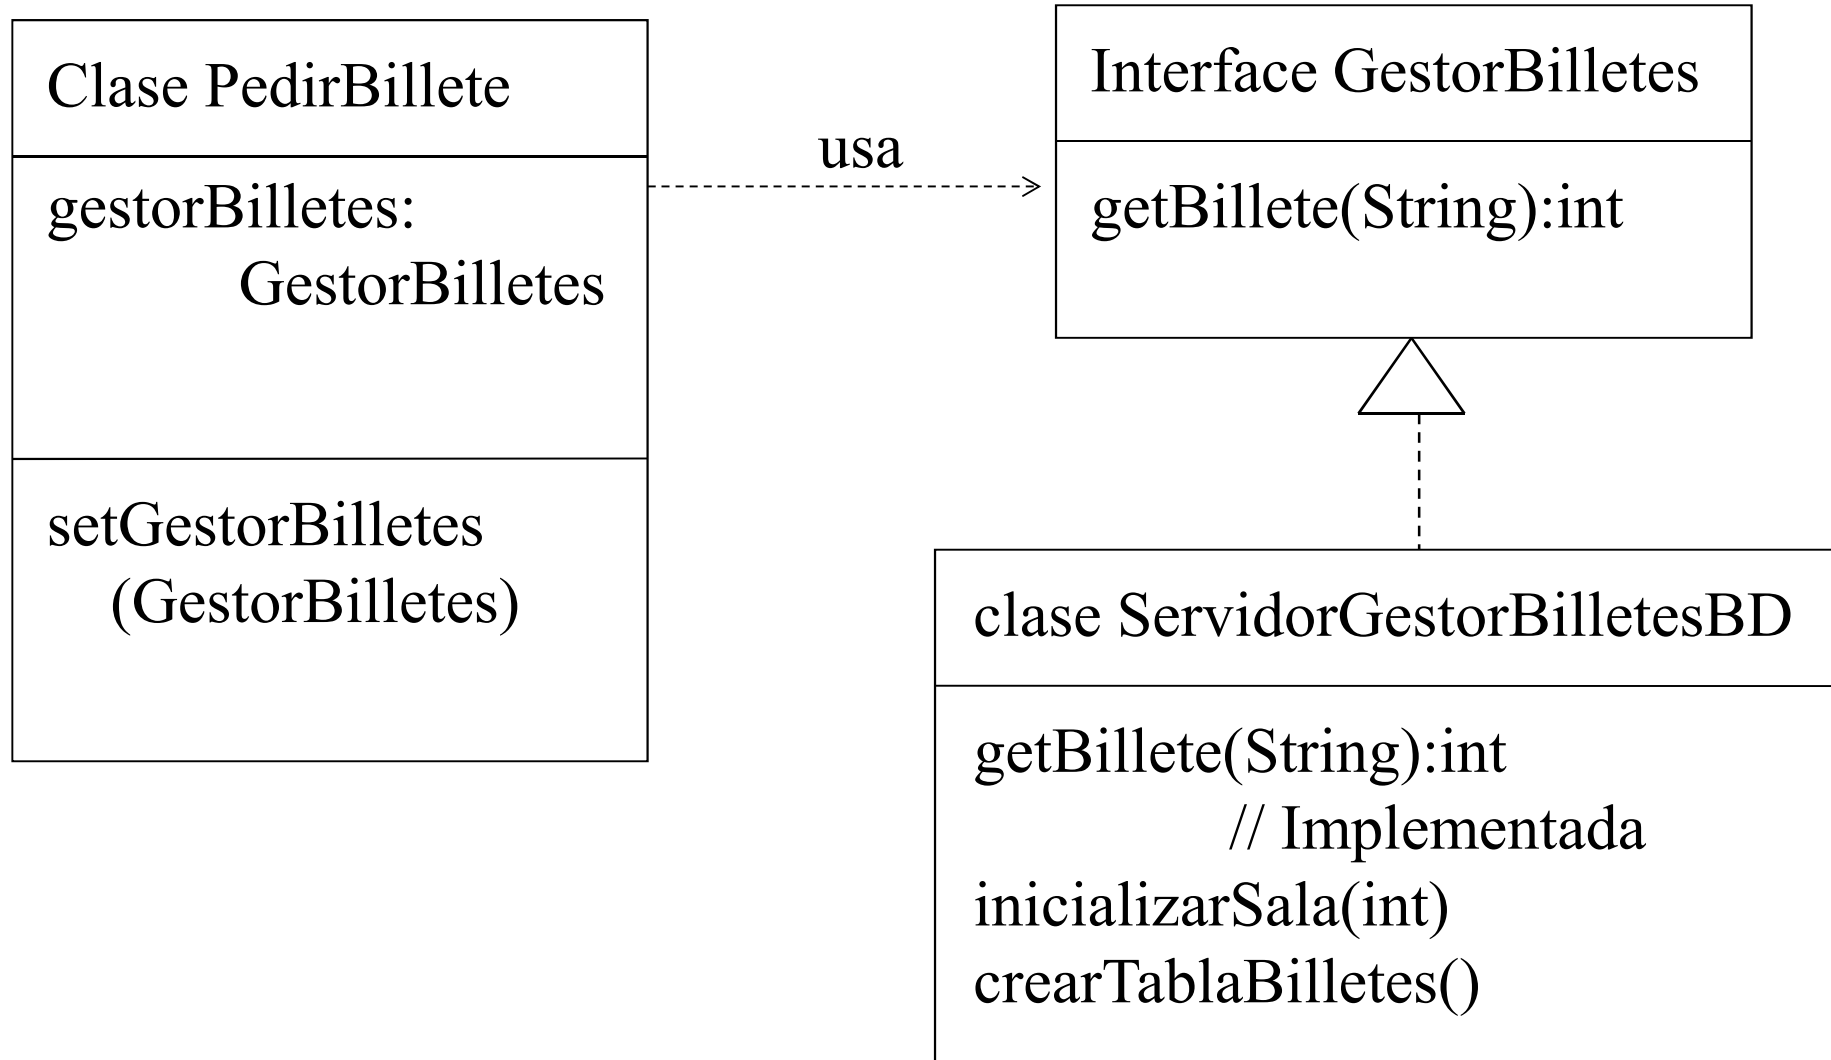 Clase PedirBillete
gestorBilletes:
GestorBilletes
setGestorBilletes
(GestorBilletes)
usa
Interface GestorBilletes
getBillete(String):int
clase ServidorGestorBilletesBD
getBillete(String):int
// Implementada
inicializarSala(int)
crearTablaBilletes()